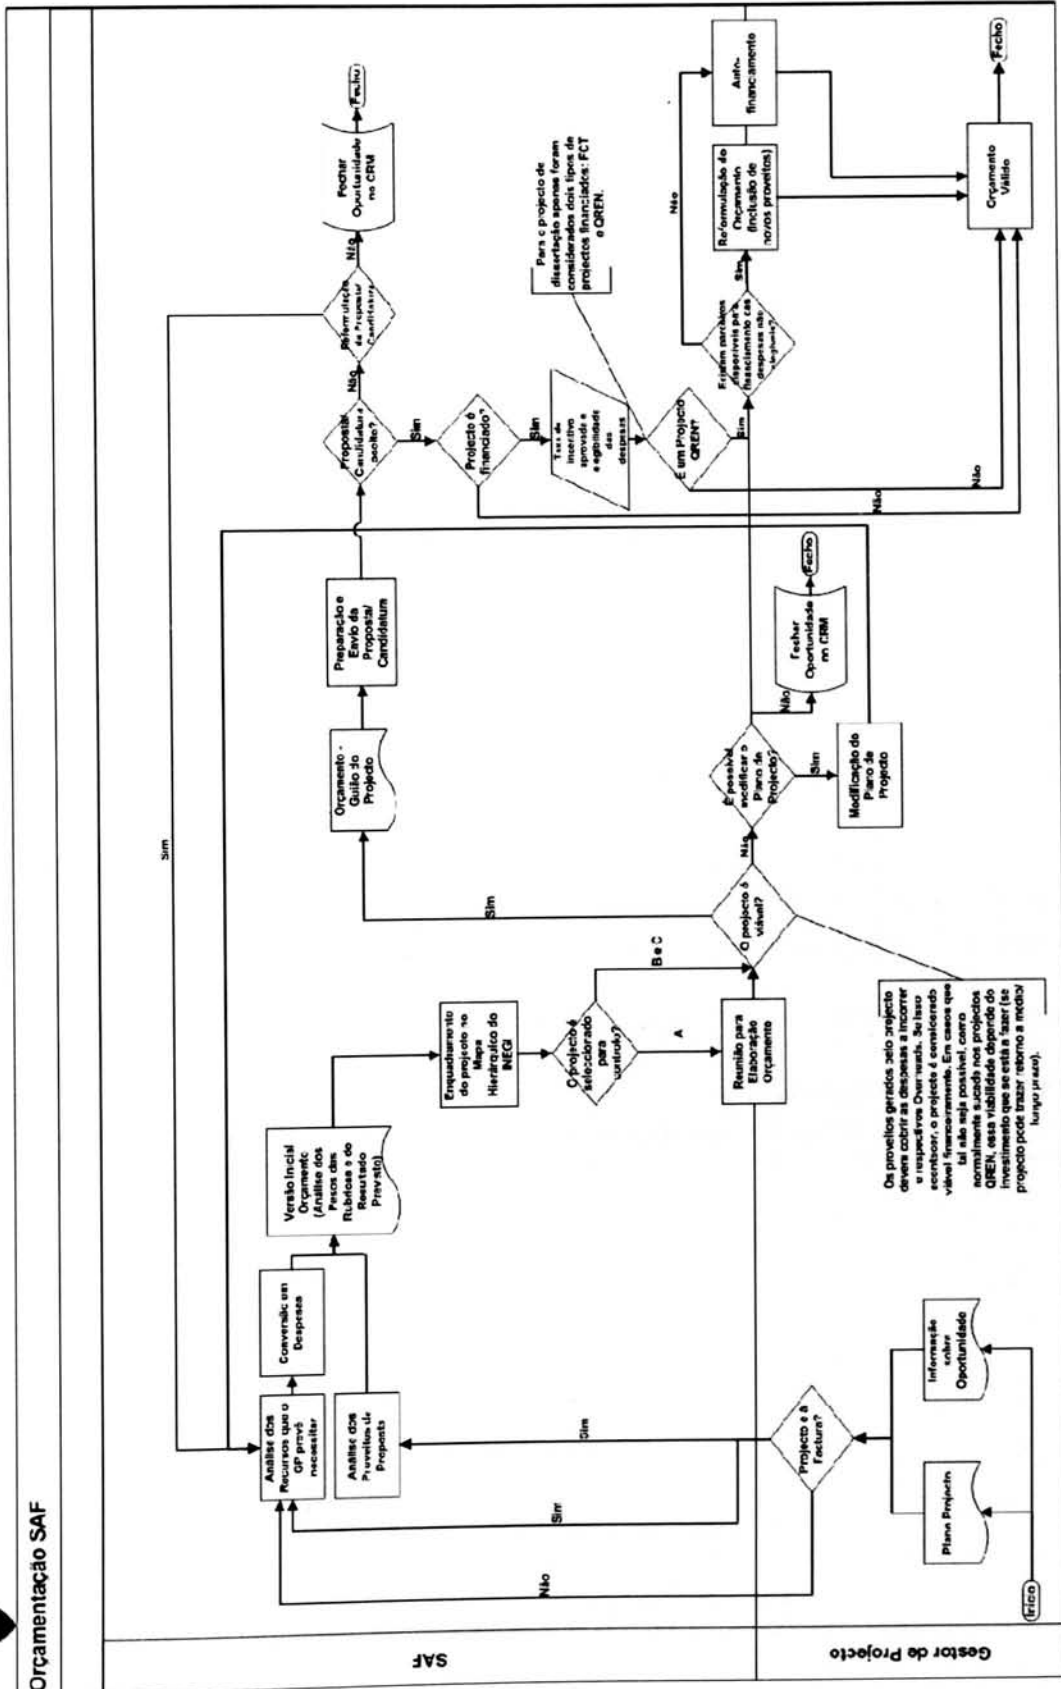 Orçamentação SAF
SAF
Gestor de Projecto
Início
Plano Projecto
Informação
sobre
Oportunidade
Projecto é à
Factura?
Não
Sim
Sim
Análise dos
Recursos que o
GP prevê
necessitar
Análise dos
Proveitos da
Proposta
Conversão em
Despesas
Versão Inicial
Orçamento
(Análise dos
Pesos das
Rubricas e do
Resultado
Previsto)
Enquadramento
do projecto no
Mapa
Hierárquico do
INEGI
O projecto é
seleccionado
para
controlo?
B e C
A
Reunião para
Elaboração
Orçamento
O projecto é
viável?
Sim
Não
Os proveitos gerados pelo projecto
devem cobrir as despesas a incorrer
e respectivos Overheads. Se isso
acontecer, o projecto é considerado
viável financeiramente. Em casos que
tal não seja possível, como
normalmente sucede nos projectos
QREN, essa viabilidade depende do
investimento que se está a fazer (se
projecto pode trazer retorno a médio/
longo prazo).
É possível
modificar o
Plano de
Projecto?
Sim
Não
Modificação do
Plano de
Projecto
Fechar
Oportunidade
no CRM
Fecho
Orçamento -
Guião do
Projecto
Preparação e
Envio da
Proposta/
Candidatura
Proposta/
Candidatura
aceite?
Não
Sim
Reformulação
da Proposta/
Candidatura
Sim
Não
Fechar
Oportunidade
no CRM
Fecho
Projecto é
financiado?
Sim
Não
Taxa de
incentivo
aprovada e
elegibilidade
das
despesas
Para o projecto de
dissertação apenas foram
considerados dois tipos de
projectos financiados: FCT
e QREN.
É um Projecto
QREN?
Sim
Não
Existem parceiros
disponíveis para
financiamento das
despesas não
elegíveis?
Sim
Não
Reformulação do
Orçamento
(inclusão de
novos proveitos)
Auto-
financiamento
Orçamento
Válido
Fecho